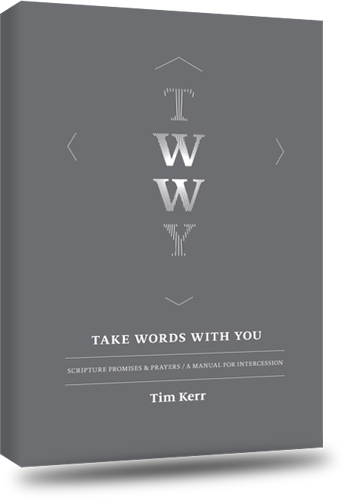 T
W
W
Y
TAKE WORDS WITH YOU
SCRIPTURE PROMISES & PRAYERS / A MANUAL FOR INTERCESSION
Tim Kerr